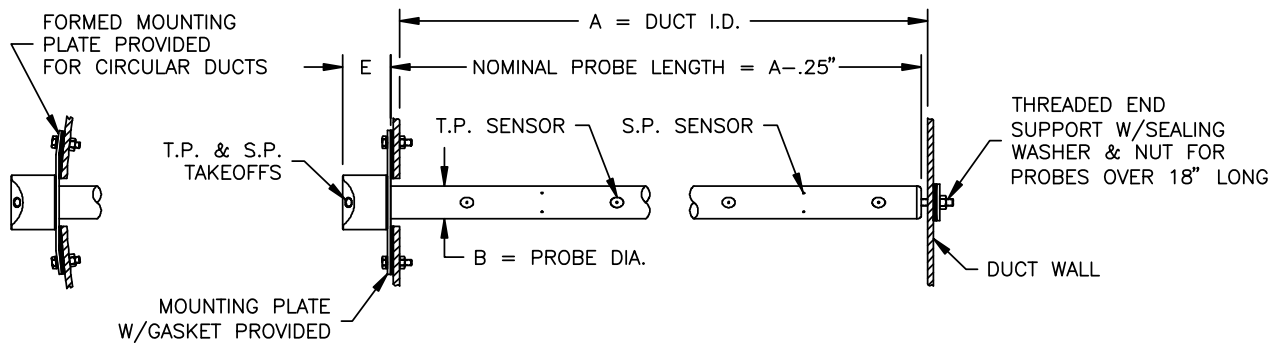 FORMED MOUNTING
PLATE PROVIDED
FOR CIRCULAR DUCTS
A = DUCT I.D.
E
NOMINAL PROBE LENGTH = A-.25"
T.P. SENSOR
S.P. SENSOR
THREADED END
SUPPORT W/SEALING
WASHER & NUT FOR
PROBES OVER 18" LONG
T.P. & S.P.
TAKEOFFS
B = PROBE DIA.
DUCT WALL
MOUNTING PLATE
W/GASKET PROVIDED